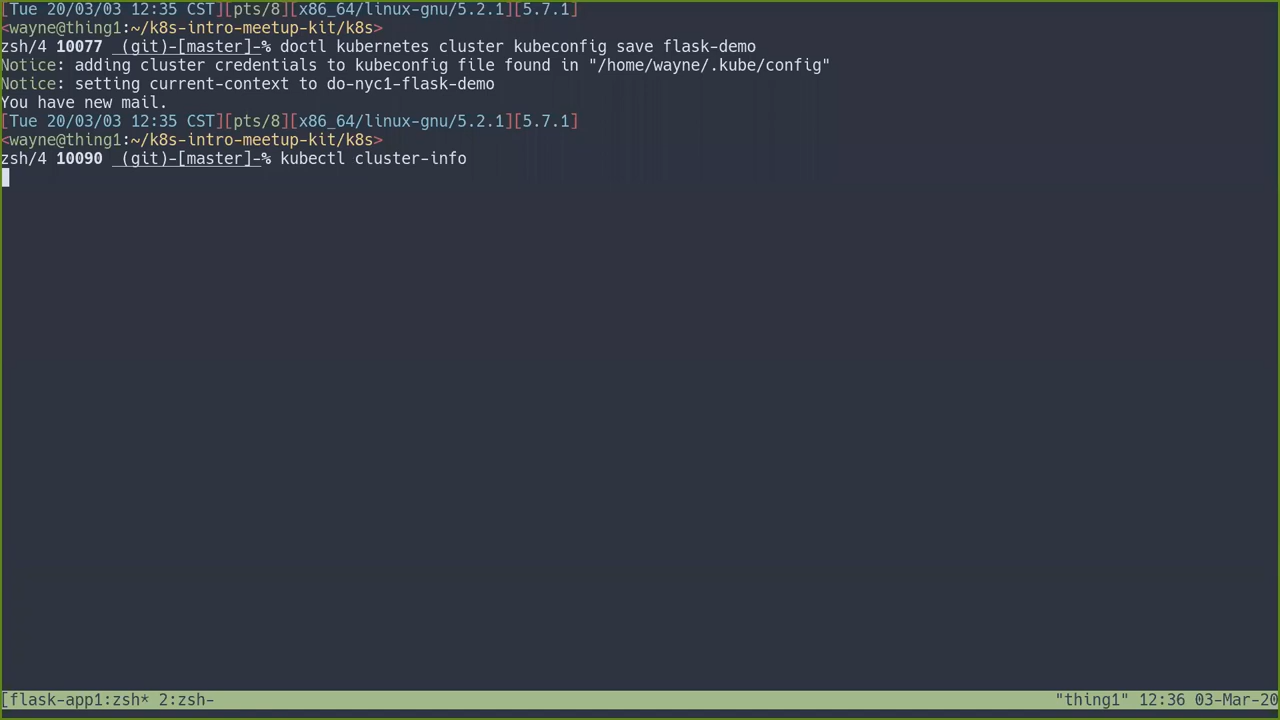 [Tue 20/03/03 12:35 CST][pts/8][x86_64/linux-gnu/5.2.1][5.7.1]
<wayne@thing1:~/k8s-intro-meetup-kit/k8s>
zsh/4 10077 _(git)-[master]-% doctl kubernetes cluster kubeconfig save flask-demo
Notice: adding cluster credentials to kubeconfig file found in "/home/wayne/.kube/config"
Notice: setting current-context to do-nyc1-flask-demo
You have new mail.
[Tue 20/03/03 12:35 CST][pts/8][x86_64/linux-gnu/5.2.1][5.7.1]
<wayne@thing1:~/k8s-intro-meetup-kit/k8s>
zsh/4 10090 _(git)-[master]-% kubectl cluster-info
[flask-app1:zsh* 2:zsh- "thing1" 12:36 03-Mar-20